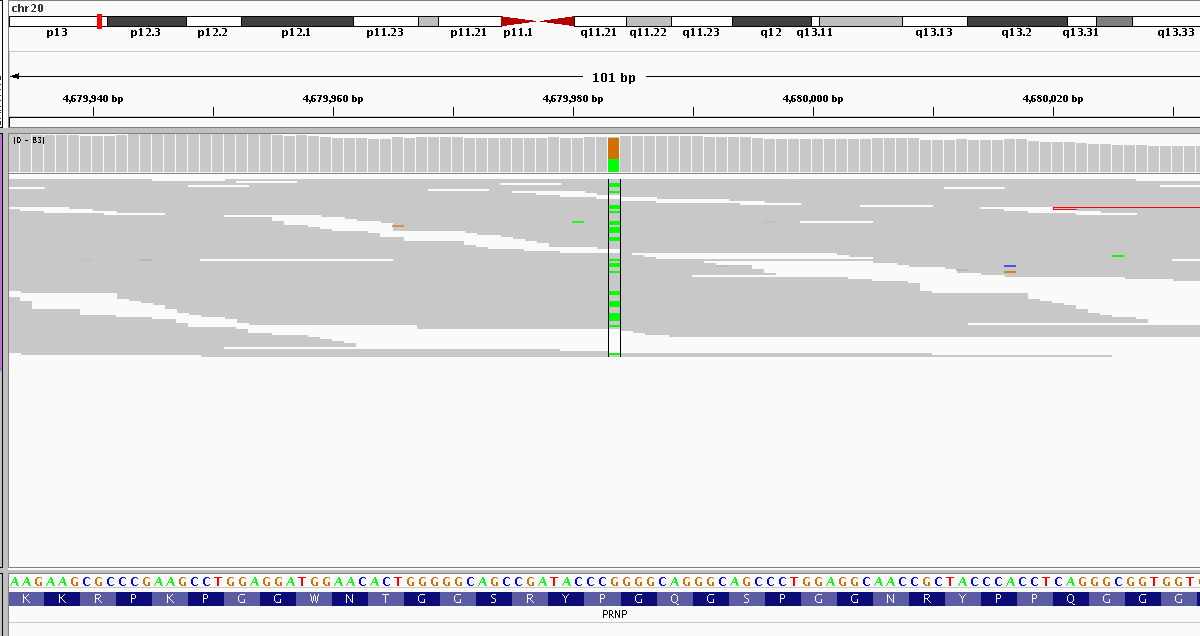 chr20
p13 p12.3 p12.2 p12.1 p11.23 p11.21 p11.1 q11.21 q11.22 q11.23 q12 q13.11 q13.13 q13.2 q13.31 q13.33
101 bp
4,679,940 bp 4,679,960 bp 4,679,980 bp 4,680,000 bp 4,680,020 bp
AAGAAGCGCCCGAAGCCTGGAGGATGGAACACTGGGGGCAGCCGATACCCGGGGCAGGGCAGCCCTGGAGGCAACCGCTACCCACCTCAGGGCGGTGGT
K K R P K P G G W N T G G S R Y P G Q G S P G G N R Y P P Q G G G
PRNP